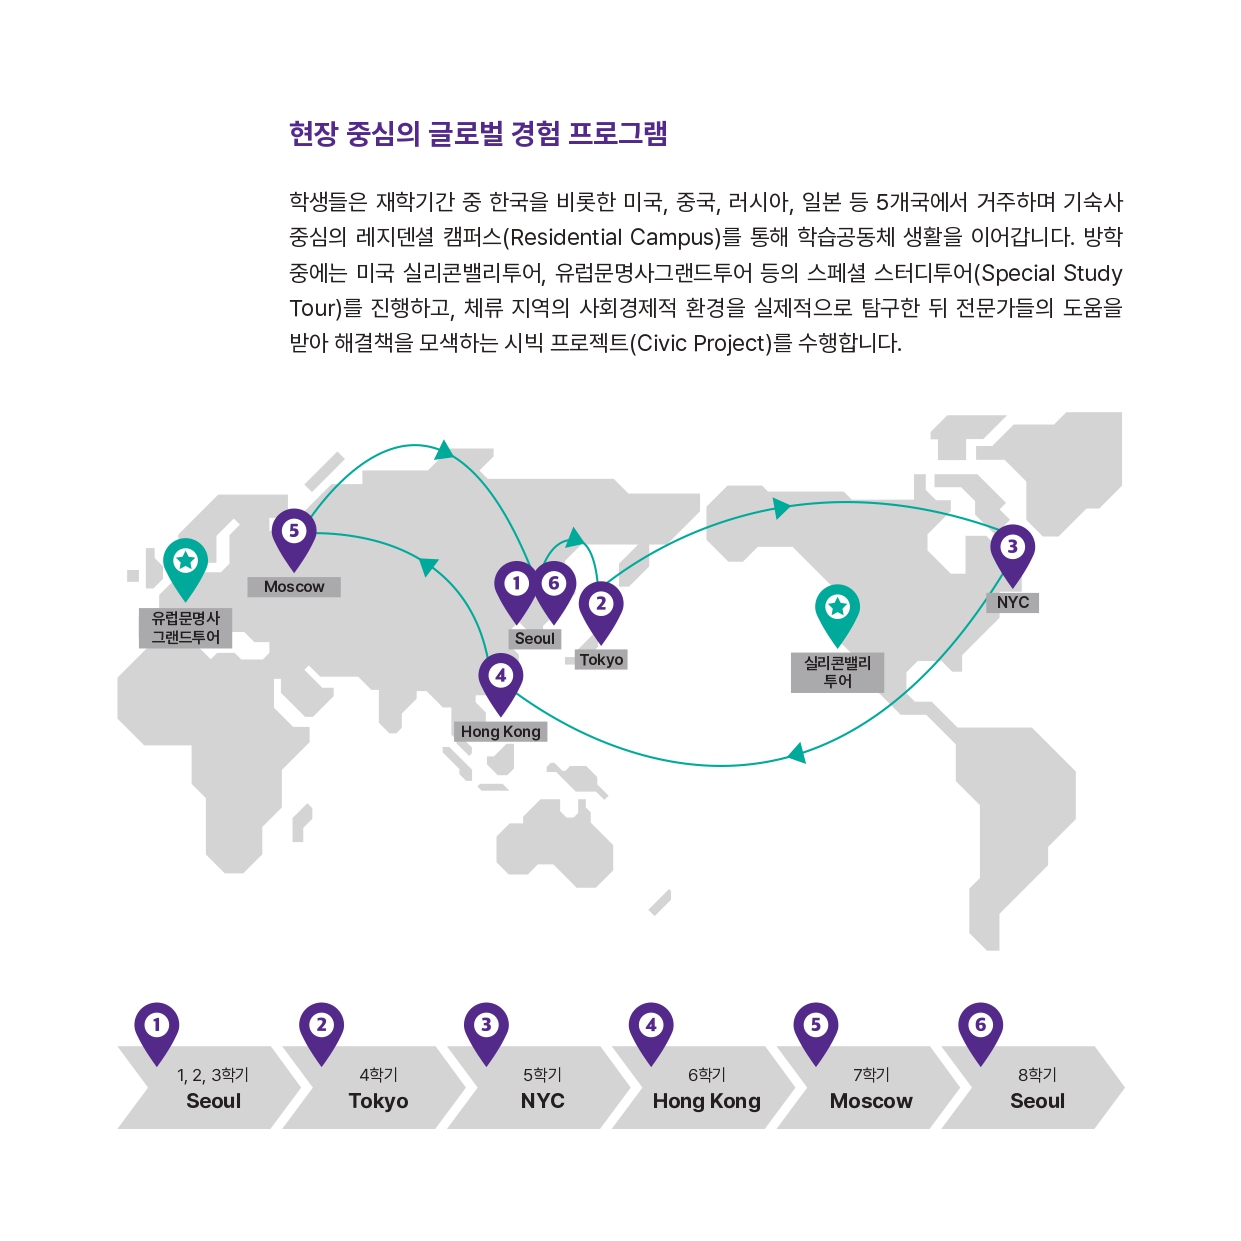 현장 중심의 글로벌 경험 프로그램
학생들은 재학기간 중 한국을 비롯한 미국, 중국, 러시아, 일본 등 5개국에서 거주하며 기숙사
중심의 레지덴셜 캠퍼스(Residential Campus)를 통해 학습공동체 생활을 이어갑니다. 방학
중에는 미국 실리콘밸리투어, 유럽문명사그랜드투어 등의 스페셜 스터디투어(Special Study
Tour)를 진행하고, 체류 지역의 사회경제적 환경을 실제적으로 탐구한 뒤 전문가들의 도움을
받아 해결책을 모색하는 시빅 프로젝트(Civic Project)를 수행합니다.
5
Moscow
유럽문명사
그랜드투어
1
6
Seoul
2
Tokyo
3
NYC
실리콘밸리
투어
4
Hong Kong
1
1, 2, 3학기
Seoul
2
4학기
Tokyo
3
5학기
NYC
4
6학기
Hong Kong
5
7학기
Moscow
6
8학기
Seoul